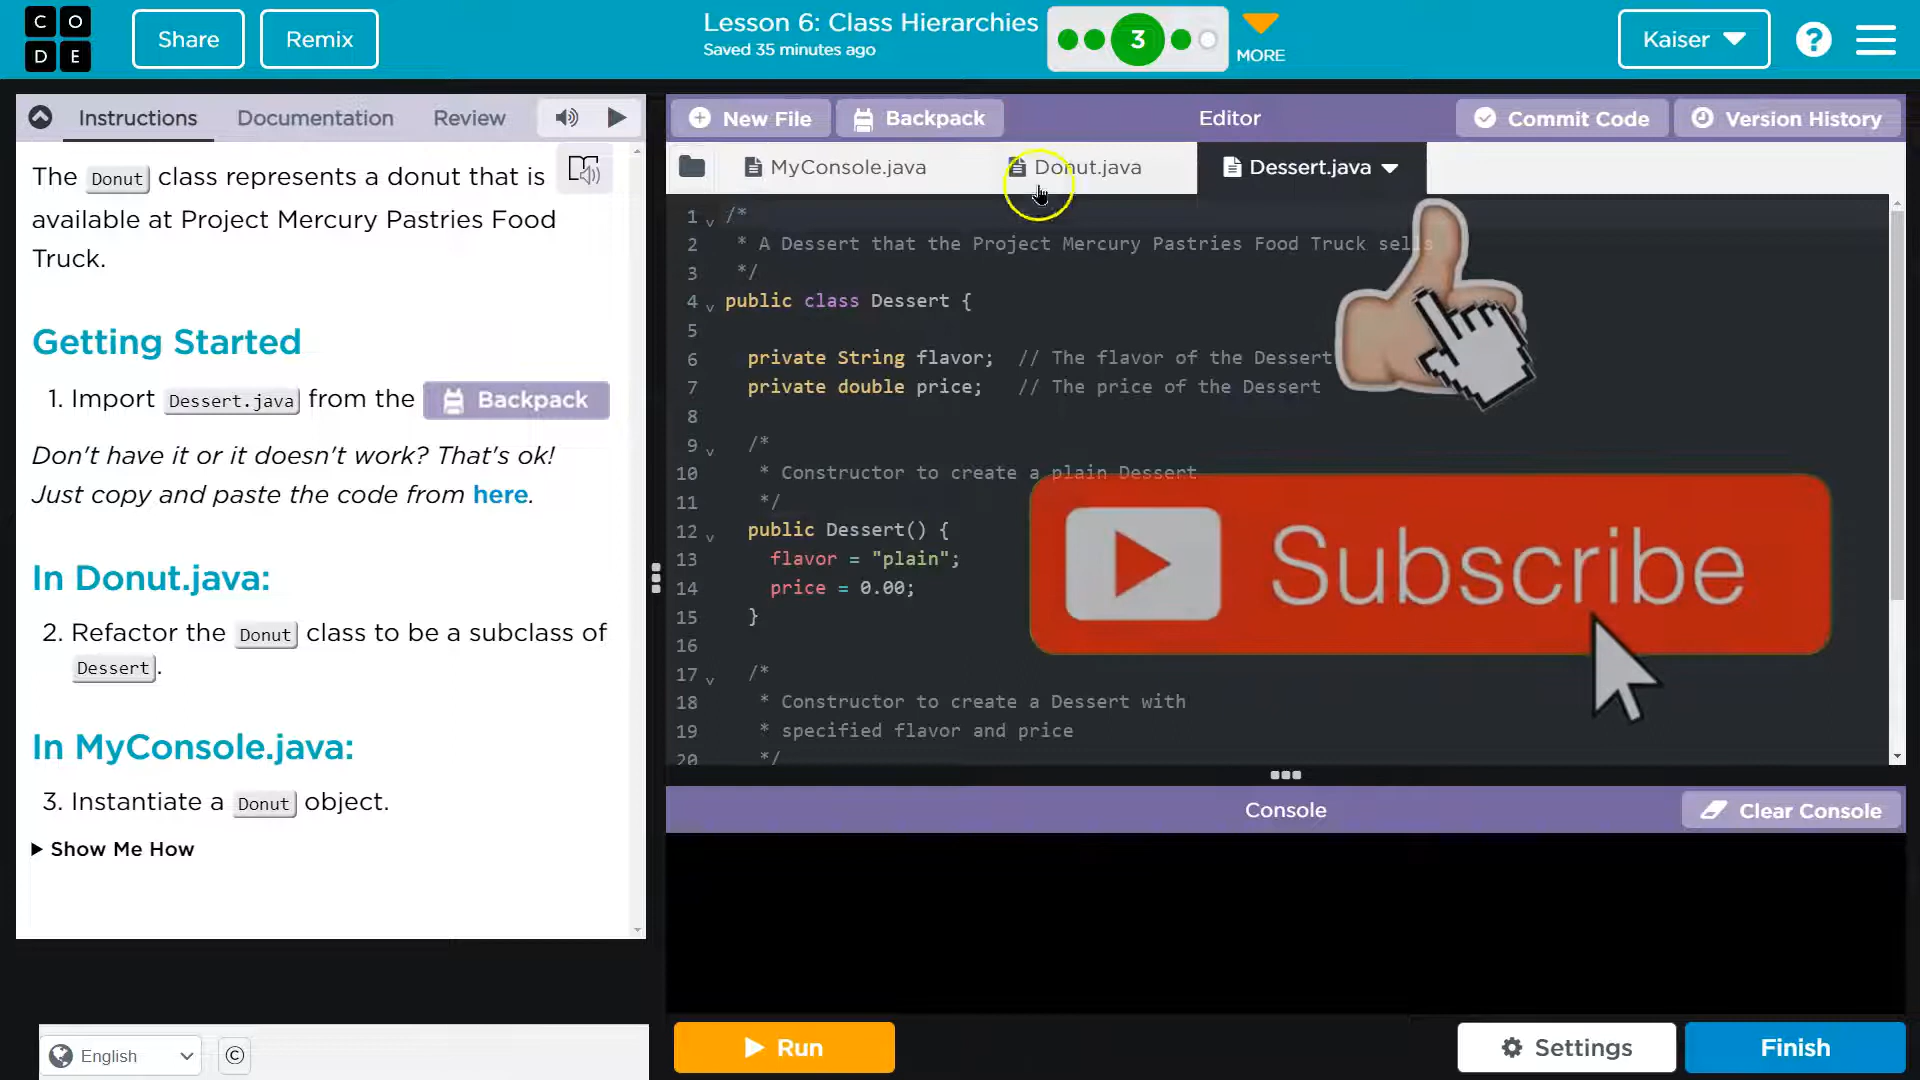 CO
DE
Share
Remix
Lesson 6: Class Hierarchies
Saved 35 minutes ago
3
MORE
Kaiser
?
Instructions
Documentation
Review
The Donut class represents a donut that is
available at Project Mercury Pastries Food
Truck.
Getting Started
1. Import Dessert.java from the Backpack
Don't have it or it doesn't work? That's ok!
Just copy and paste the code from here.
In Donut.java:
2. Refactor the Donut class to be a subclass of
Dessert.
In MyConsole.java:
3. Instantiate a Donut object.
Show Me How
English
©
New File
Backpack
Editor
Commit Code
Version History
MyConsole.java
Donut.java
Dessert.java
1 /*
2 * A Dessert that the Project Mercury Pastries Food Truck sells
3 */
4 public class Dessert {
5
6 private String flavor; // The flavor of the Dessert
7 private double price; // The price of the Dessert
8
9 /*
10 * Constructor to create a plain Dessert
11 */
12 public Dessert() {
13 flavor = "plain";
14 price = 0.00;
15 }
16
17 /*
18 * Constructor to create a Dessert with
19 * specified flavor and price
20 */
Subscribe
Console
Clear Console
Run
Settings
Finish